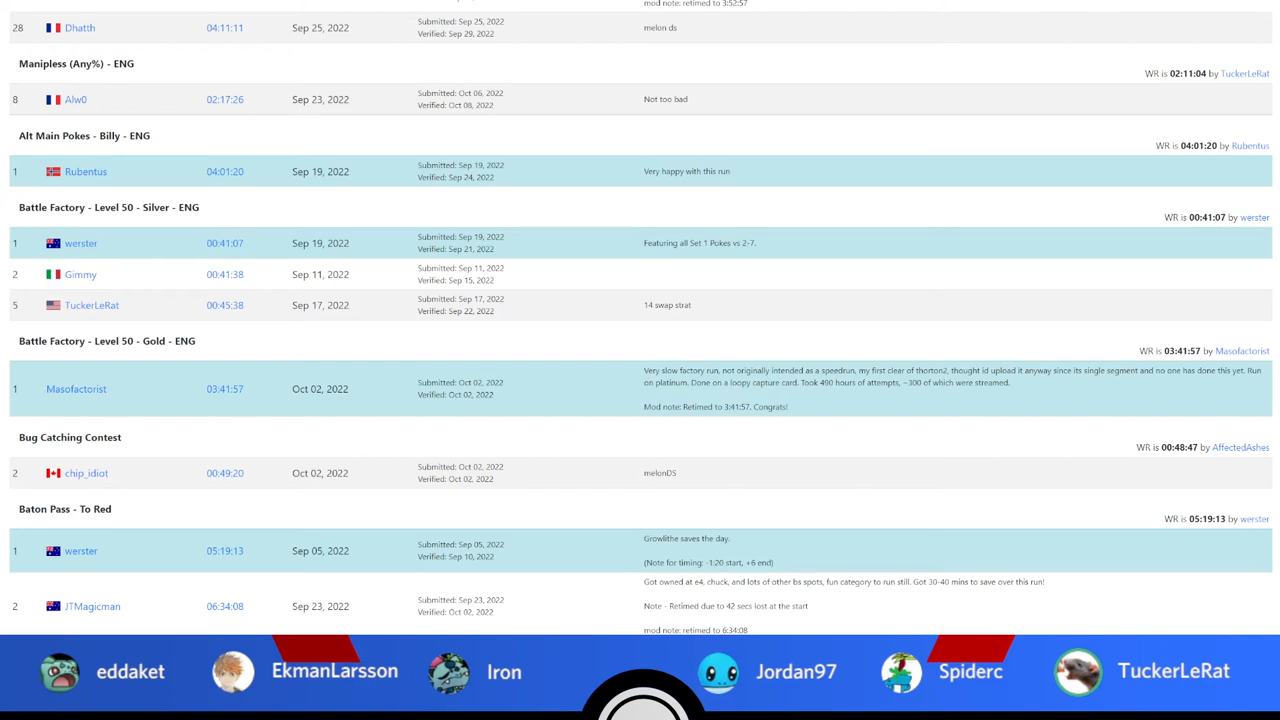 mod note: retimed to 3:52:57
28 Dhatth 04:11:11 Sep 25, 2022 Submitted: Sep 25, 2022 melon ds
Verified: Sep 29, 2022
Manipless (Any%) - ENG
WR is 02:11:04 by TuckerLeRat
8 Alw0 02:17:26 Sep 23, 2022 Submitted: Oct 06, 2022 Not too bad
Verified: Oct 08, 2022
Alt Main Pokes - Billy - ENG
WR is 04:01:20 by Rubentus
1 Rubentus 04:01:20 Sep 19, 2022 Submitted: Sep 19, 2022 Very happy with this run
Verified: Sep 24, 2022
Battle Factory - Level 50 - Silver - ENG
WR is 00:41:07 by werster
1 werster 00:41:07 Sep 19, 2022 Submitted: Sep 19, 2022 Featuring all Set 1 Pokes vs 2-7.
Verified: Sep 21, 2022
2 Gimmy 00:41:38 Sep 11, 2022 Submitted: Sep 11, 2022
Verified: Sep 15, 2022
5 TuckerLeRat 00:45:38 Sep 17, 2022 Submitted: Sep 17, 2022 14 swap strat
Verified: Sep 22, 2022
Battle Factory - Level 50 - Gold - ENG
WR is 03:41:57 by Masofactorist
1 Masofactorist 03:41:57 Oct 02, 2022 Submitted: Oct 02, 2022
Verified: Oct 02, 2022
Very slow factory run, not originally intended as a speedrun, my first clear of thorton2, thought id upload it anyway since its single segment and no one has done this yet. Run
on platinum. Done on a loopy capture card. Took 490 hours of attempts, ~300 of which were streamed.
Mod note: Retimed to 3:41:57. Congrats!
Bug Catching Contest
WR is 00:48:47 by AffectedAshes
2 chip_idiot 00:49:20 Oct 02, 2022 Submitted: Oct 02, 2022 melonDS
Verified: Oct 02, 2022
Baton Pass - To Red
WR is 05:19:13 by werster
1 werster 05:19:13 Sep 05, 2022 Submitted: Sep 05, 2022
Verified: Sep 10, 2022
Growlithe saves the day.
(Note for timing: -1:20 start, +6 end)
2 JTMagicman 06:34:08 Sep 23, 2022 Submitted: Sep 23, 2022
Verified: Oct 02, 2022
Got owned at e4, chuck, and lots of other bs spots, fun category to run still. Got 30-40 mins to save over this run!
Note - Retimed due to 42 secs lost at the start
mod note: retimed to 6:34:08
eddaket EkmanLarsson Iron Jordan97 Spiderc TuckerLeRat